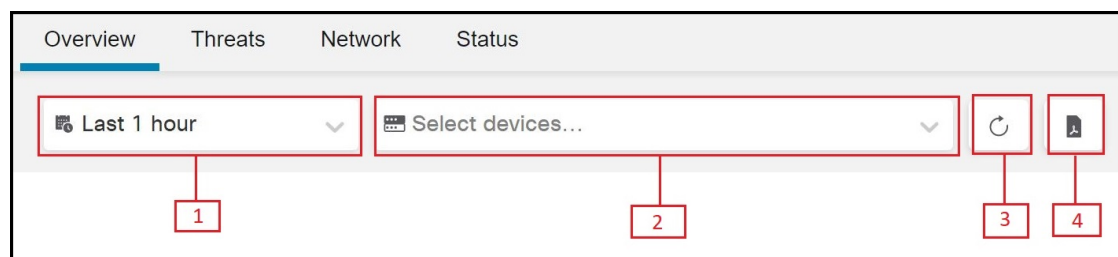 Overview Threats Network Status
Last 1 hour Select devices...
1 2 3 4